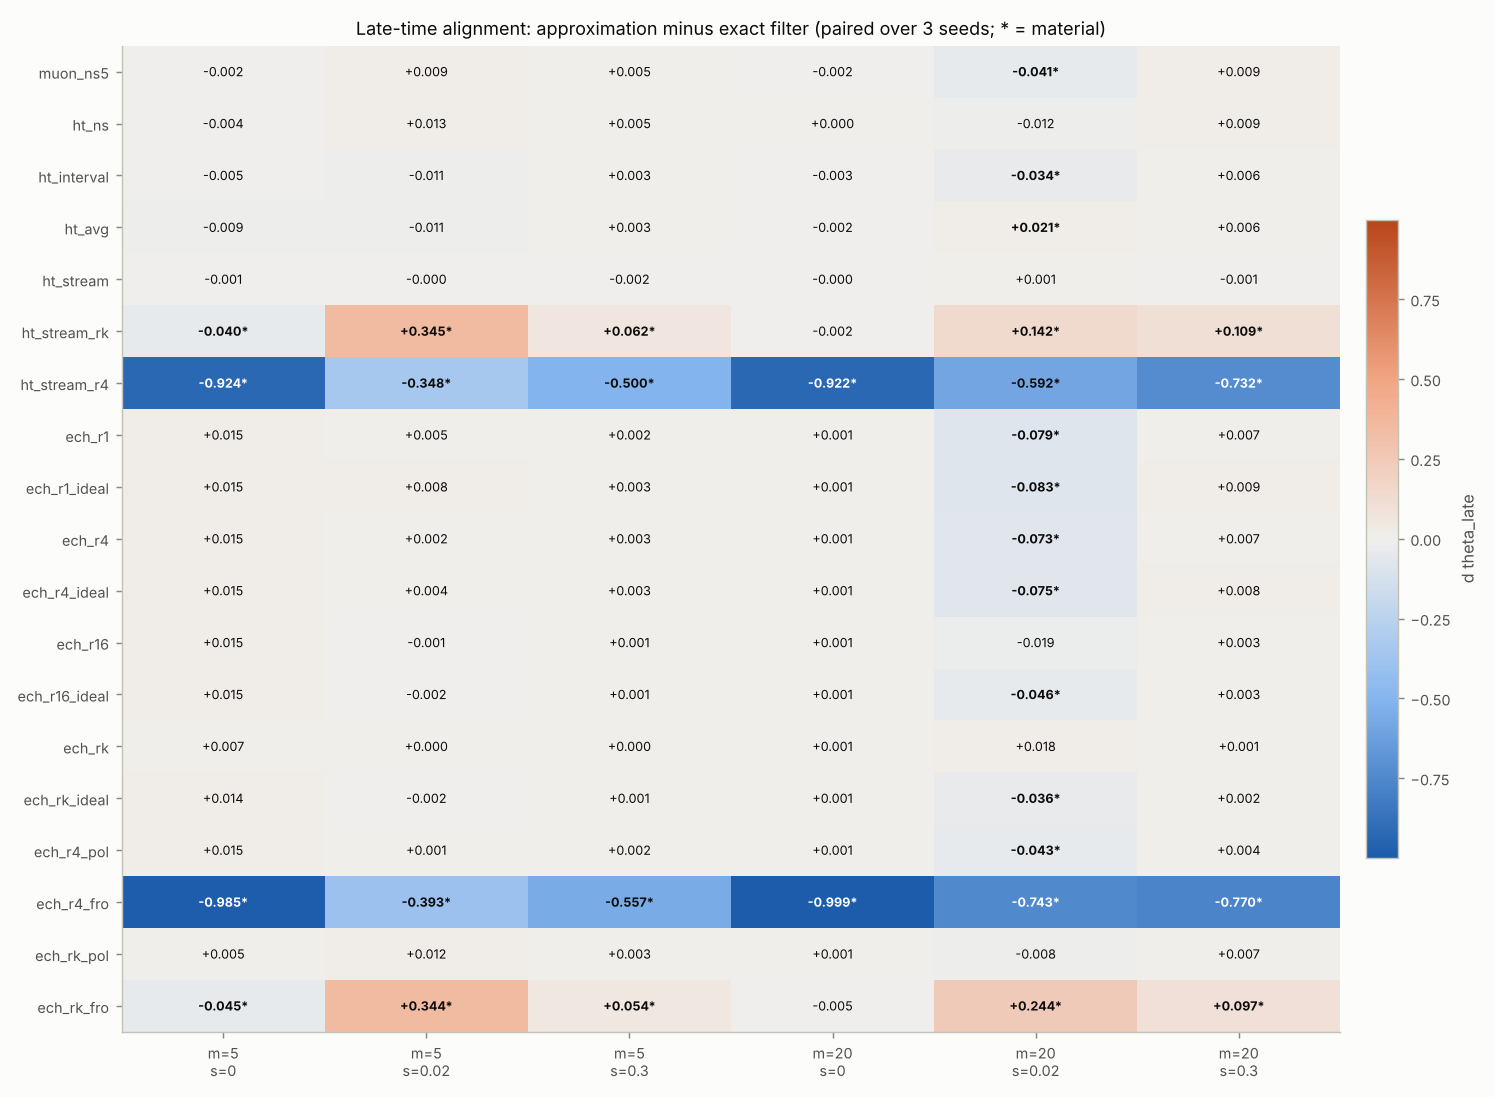 Late-time alignment: approximation minus exact filter (paired over 3 seeds; * = material)
muon_ns5 -0.002 +0.009 +0.005 -0.002 -0.041* +0.009
ht_ns -0.004 +0.013 +0.005 +0.000 -0.012 +0.009
ht_interval -0.005 -0.011 +0.003 -0.003 -0.034* +0.006
ht_avg -0.009 -0.011 +0.003 -0.002 +0.021* +0.006
ht_stream -0.001 -0.000 -0.002 -0.000 +0.001 -0.001
ht_stream_rk -0.040* +0.345* +0.062* -0.002 +0.142* +0.109*
ht_stream_r4 -0.924* -0.348* -0.500* -0.922* -0.592* -0.732*
ech_r1 +0.015 +0.005 +0.002 +0.001 -0.079* +0.007
ech_r1_ideal +0.015 +0.008 +0.003 +0.001 -0.083* +0.009
ech_r4 +0.015 +0.002 +0.003 +0.001 -0.073* +0.007
ech_r4_ideal +0.015 +0.004 +0.003 +0.001 -0.075* +0.008
ech_r16 +0.015 -0.001 +0.001 +0.001 -0.019 +0.003
ech_r16_ideal +0.015 -0.002 +0.001 +0.001 -0.046* +0.003
ech_rk +0.007 +0.000 +0.000 +0.001 +0.018 +0.001
ech_rk_ideal +0.014 -0.002 +0.001 +0.001 -0.036* +0.002
ech_r4_pol +0.015 +0.001 +0.002 +0.001 -0.043* +0.004
ech_r4_fro -0.985* -0.393* -0.557* -0.999* -0.743* -0.770*
ech_rk_pol +0.005 +0.012 +0.003 +0.001 -0.008 +0.007
ech_rk_fro -0.045* +0.344* +0.054* -0.005 +0.244* +0.097*
m=5 m=5 m=5 m=20 m=20 m=20
s=0 s=0.02 s=0.3 s=0 s=0.02 s=0.3
0.75
0.50
0.25
0.00
−0.25
−0.50
−0.75
d theta_late